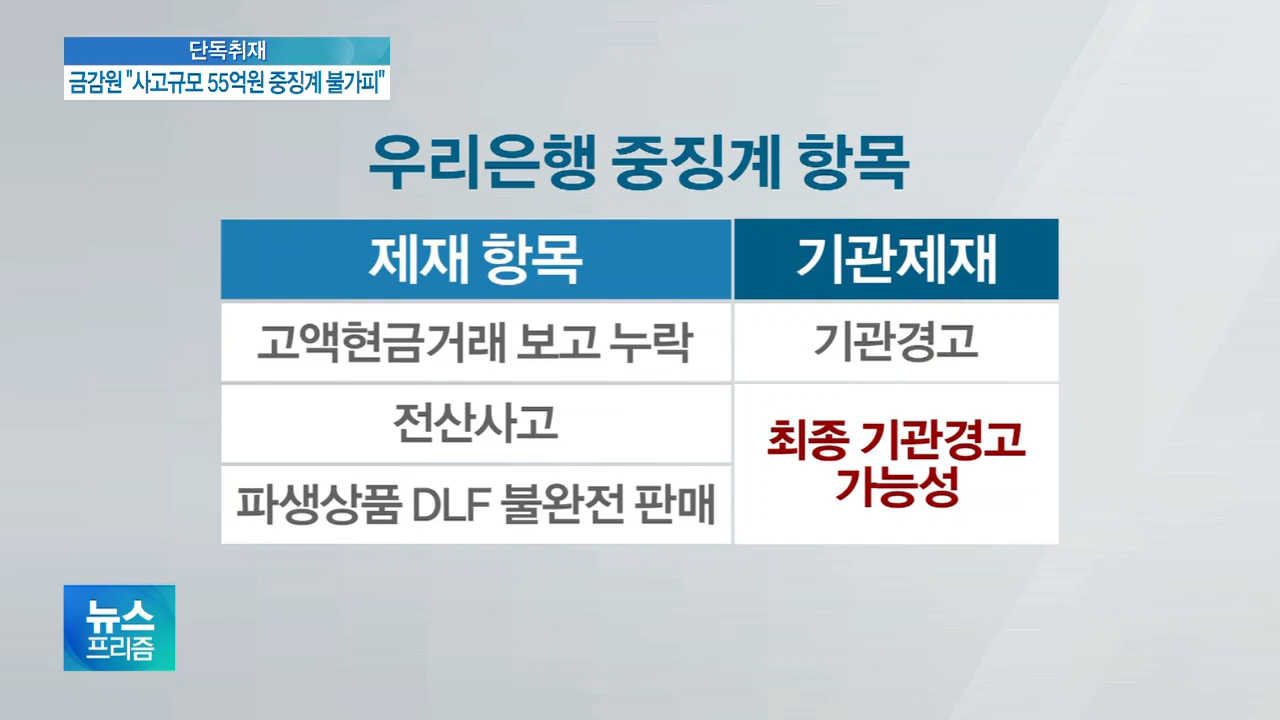 단독취재
금감원 "사고규모 55억원 중징계 불가피"
우리은행 중징계 항목
제재 항목
기관제재
고액현금거래 보고 누락
기관경고
전산사고
최종 기관경고
가능성
파생상품 DLF 불완전 판매
뉴스
프리즘